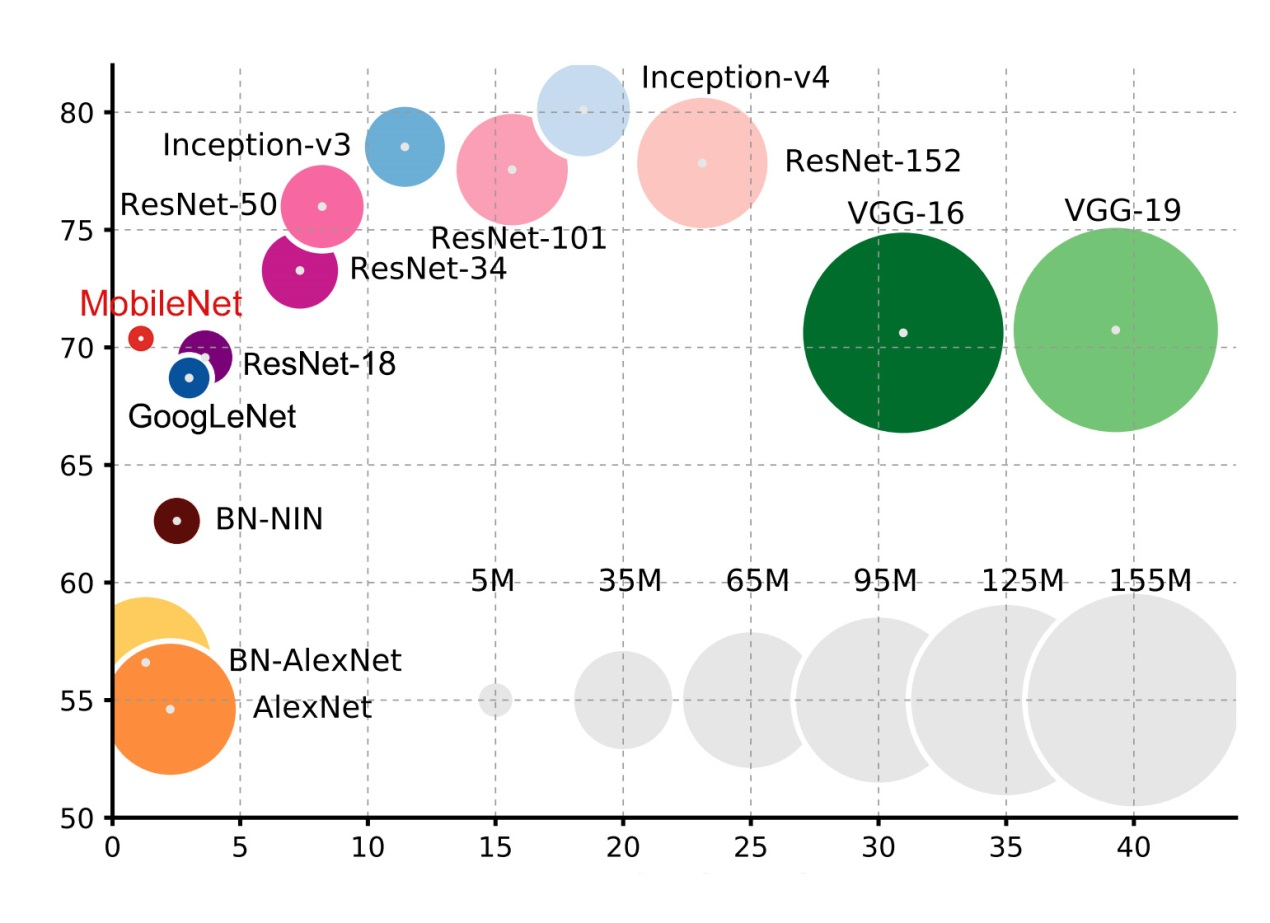 Inception-v4
80
Inception-v3
ResNet-152
ResNet-50
VGG-16
VGG-19
75
ResNet-101
ResNet-34
MobileNet
70
ResNet-18
GoogLeNet
65
BN-NIN
60
5M 35M 65M 95M 125M 155M
BN-AlexNet
55
AlexNet
50
0 5 10 15 20 25 30 35 40